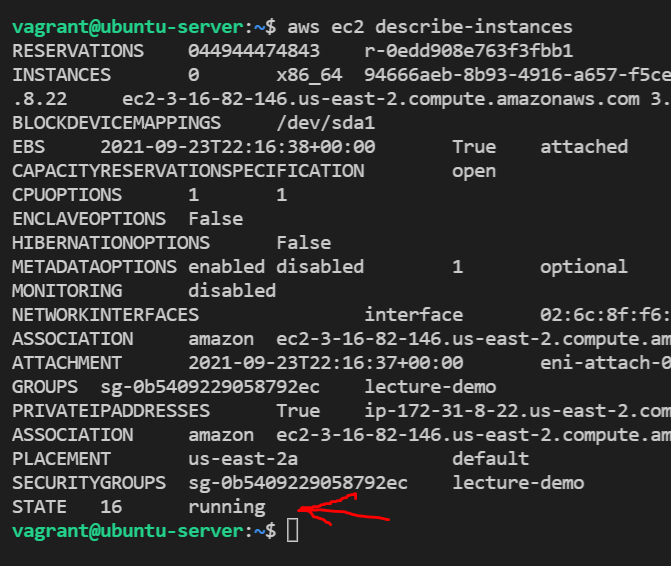 vagrant@ubuntu-server:~$ aws ec2 describe-instances
RESERVATIONS 044944474843 r-0edd908e763f3fbb1
INSTANCES 0 x86_64 94666aeb-8b93-4916-a657-f5ce
.8.22 ec2-3-16-82-146.us-east-2.compute.amazonaws.com 3.
BLOCKDEVICEMAPPINGS /dev/sda1
EBS 2021-09-23T22:16:38+00:00 True attached
CAPACITYRESERVATIONSPECIFICATION open
CPUOPTIONS 1 1
ENCLAVEOPTIONS False
HIBERNATIONOPTIONS False
METADATAOPTIONS enabled disabled 1 optional
MONITORING disabled
NETWORKINTERFACES interface 02:6c:8f:f6:
ASSOCIATION amazon ec2-3-16-82-146.us-east-2.compute.am
ATTACHMENT 2021-09-23T22:16:37+00:00 eni-attach-0
GROUPS sg-0b5409229058792ec lecture-demo
PRIVATEIPADDRESSES True ip-172-31-8-22.us-east-2.com
ASSOCIATION amazon ec2-3-16-82-146.us-east-2.compute.am
PLACEMENT us-east-2a default
SECURITYGROUPS sg-0b5409229058792ec lecture-demo
STATE 16 running
vagrant@ubuntu-server:~$